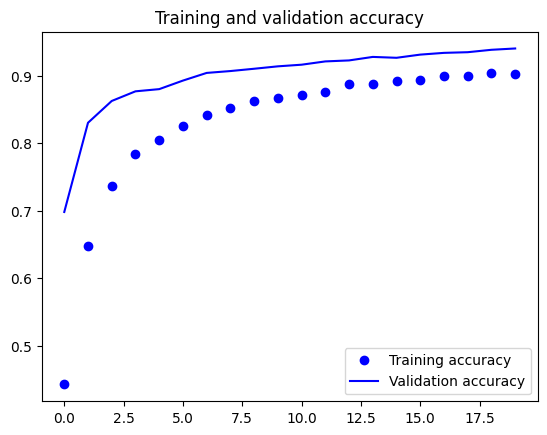 Training and validation accuracy
0.9
0.8
0.7
0.6
0.5
Training accuracy
Validation accuracy
0.0 2.5 5.0 7.5 10.0 12.5 15.0 17.5